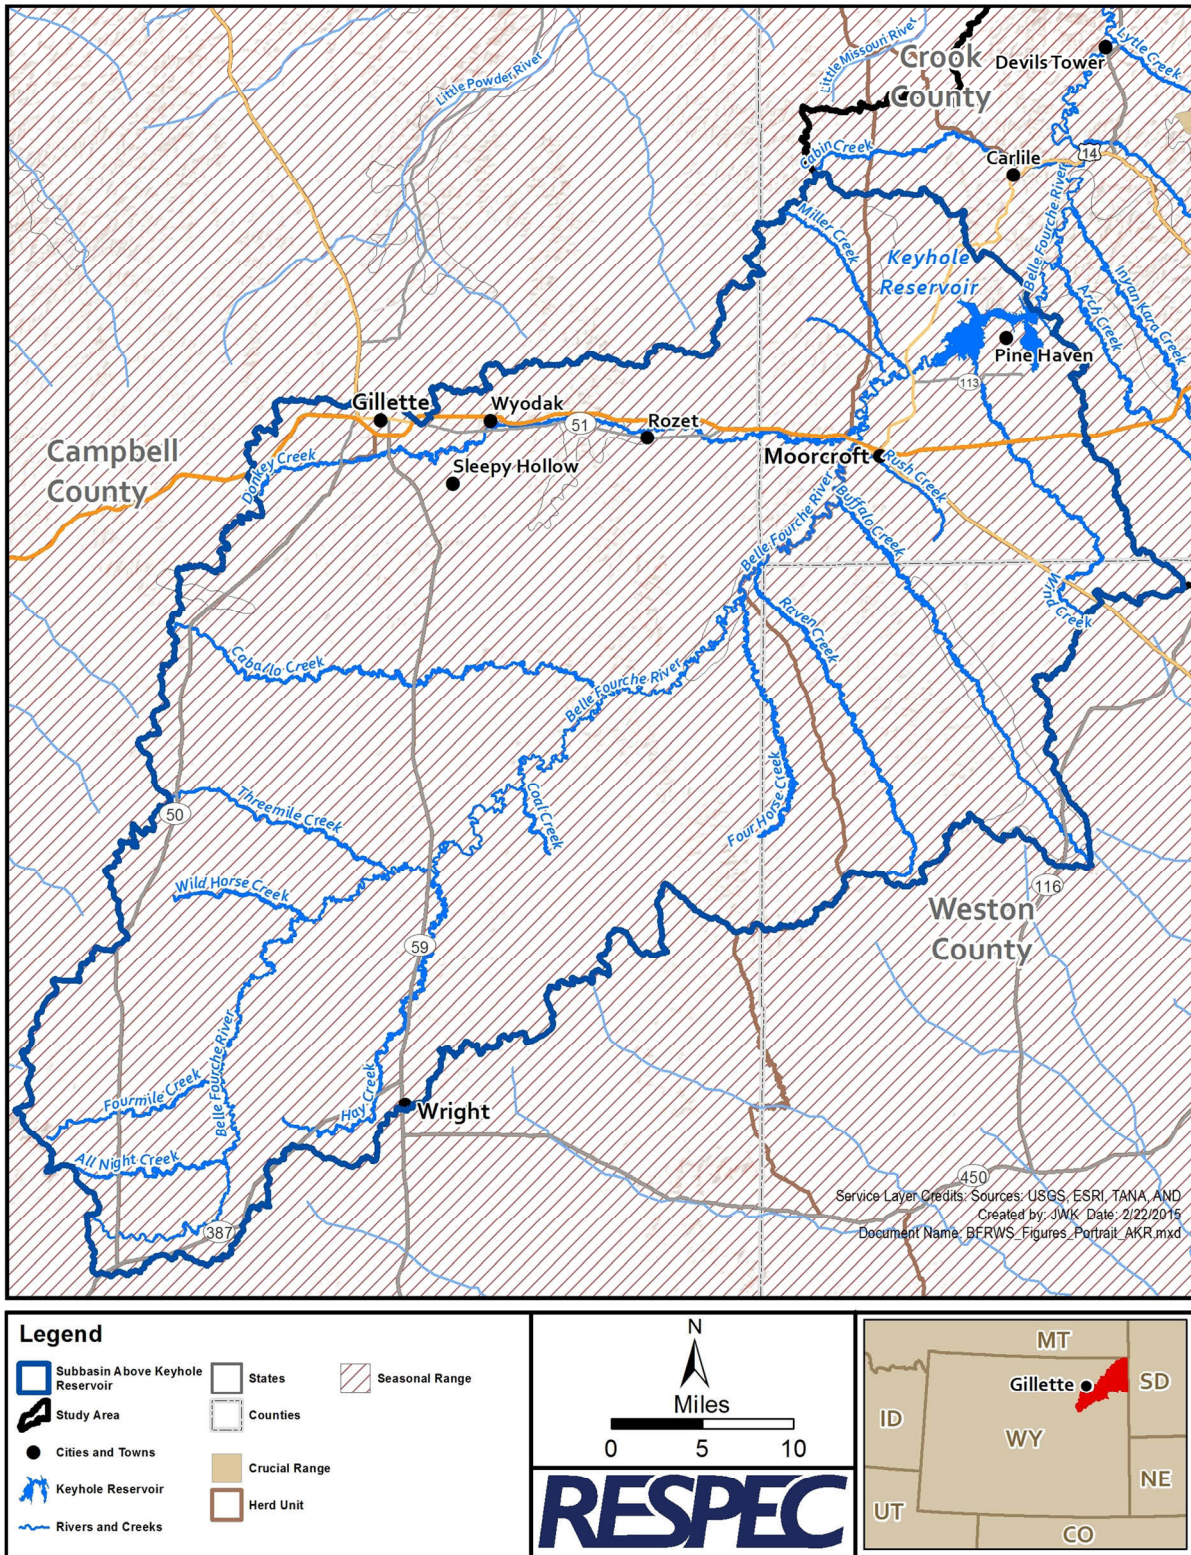 Little Powder River
Little Missouri River
Crook
County
Devils Tower
Lytle Creek
Cabin Creek
Carlile
14
Belle Fourche River
Miller Creek
Keyhole
Reservoir
Arch Creek
Inyan Kara Creek
Pine Haven
113
Gillette
Wyodak
51
Rozet
Moorcroft
Rush Creek
Campbell
County
Donkey Creek
Sleepy Hollow
Belle Fourche River
Buffalo Creek
Wind Creek
Raven Creek
Caballo Creek
Belle Fourche River
Four Horse Creek
Coal Creek
Threemile Creek
50
Wild Horse Creek
116
Weston
County
59
Belle Fourche River
Fourmile Creek
Hay Creek
Wright
All Night Creek
387
450
Service Layer Credits: Sources: USGS, ESRI, TANA, AND
Created by: JWK Date: 2/22/2015
Document Name: BFRWS_Figures_Portrait_AKR.mxd
Legend
Subbasin Above Keyhole
Reservoir
Study Area
Cities and Towns
Keyhole Reservoir
Rivers and Creeks
States
Counties
Crucial Range
Herd Unit
Seasonal Range
N
Miles
0 5 10
RESPEC
MT
Gillette
SD
ID
WY
NE
UT
CO